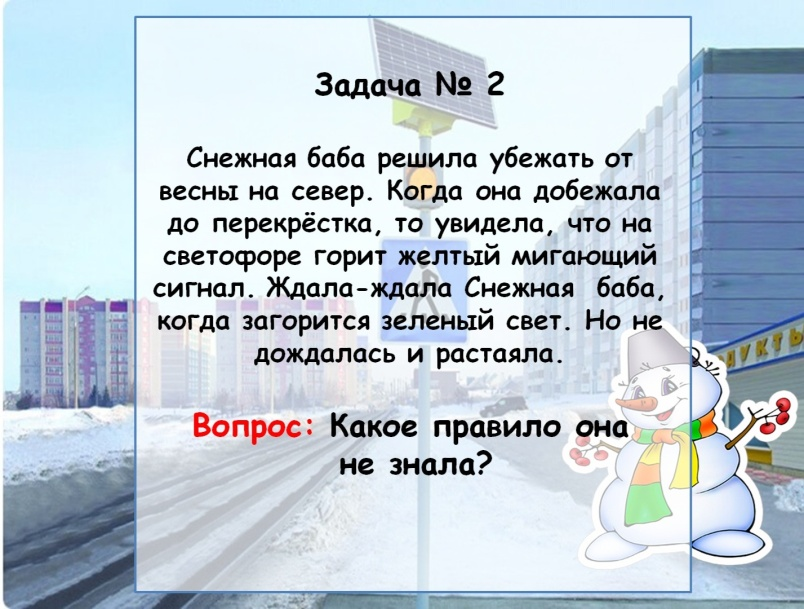 Задача № 2
Снежная баба решила убежать от
весны на север. Когда она добежала
до перекрёстка, то увидела, что на
светофоре горит желтый мигающий
сигнал. Ждала-ждала Снежная баба,
когда загорится зеленый свет. Но не
дождалась и растаяла.
Вопрос: Какое правило она
не знала?
УКТЫ